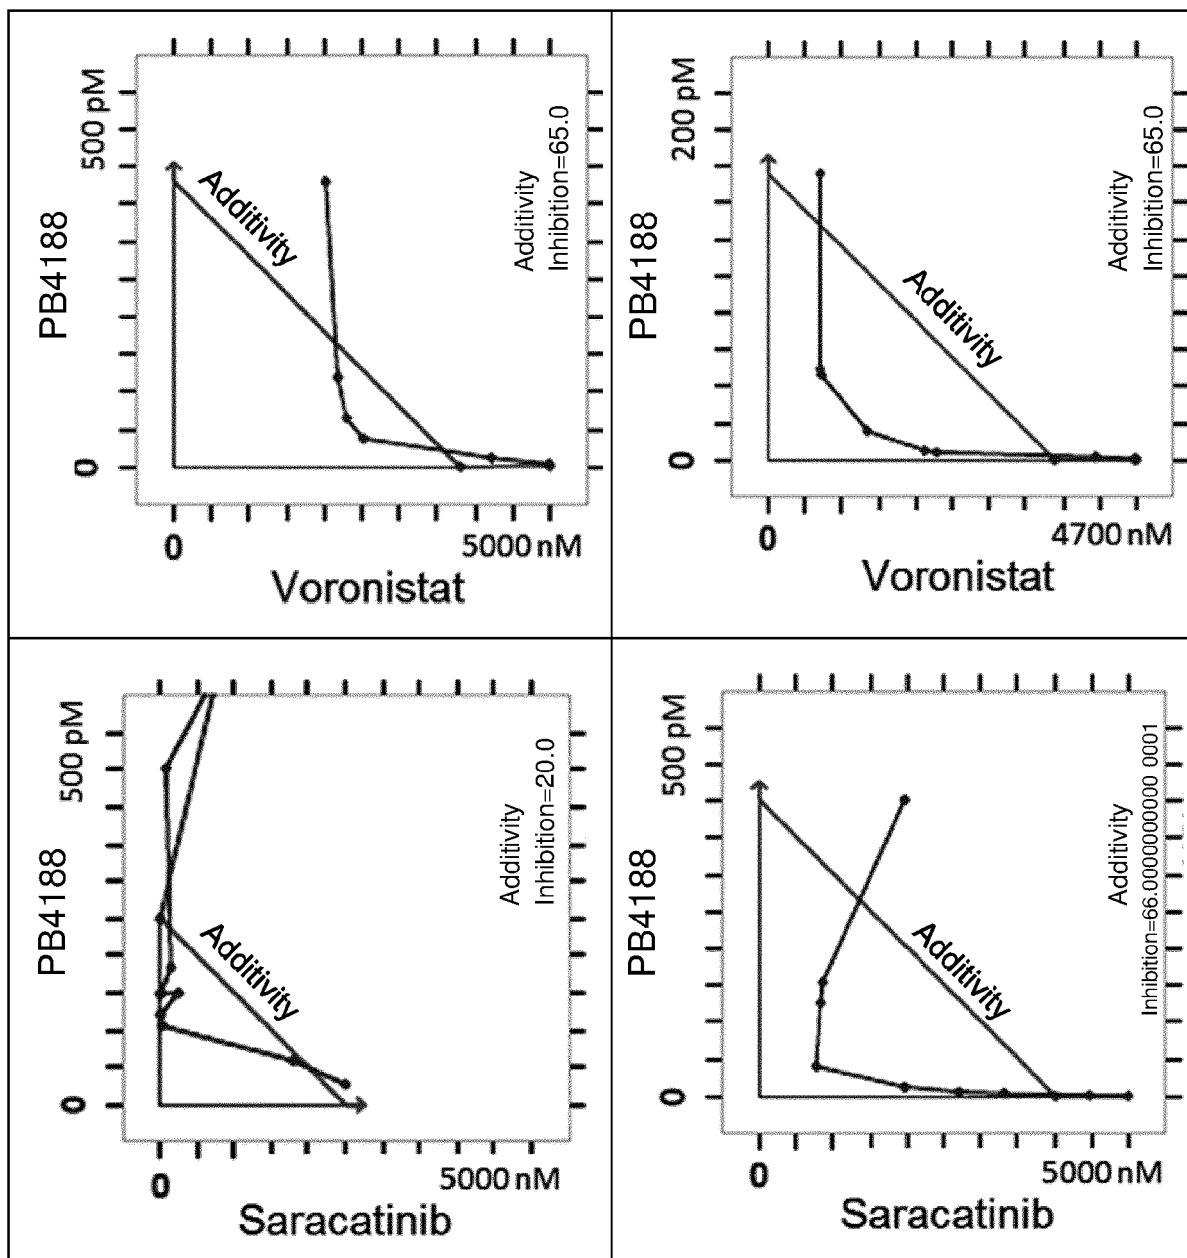 500 pM
PB4188
0
Additivity
Additivity
Inhibition=65.0
0
5000 nM
Voronistat
200 pM
PB4188
0
Additivity
Additivity
Inhibition=65.0
0
4700 nM
Voronistat
500 pM
PB4188
0
Additivity
Additivity
Inhibition=20.0
0
5000 nM
Saracatinib
500 pM
PB4188
0
Additivity
Additivity
Inhibition=66.00000000000 0001
0
5000 nM
Saracatinib